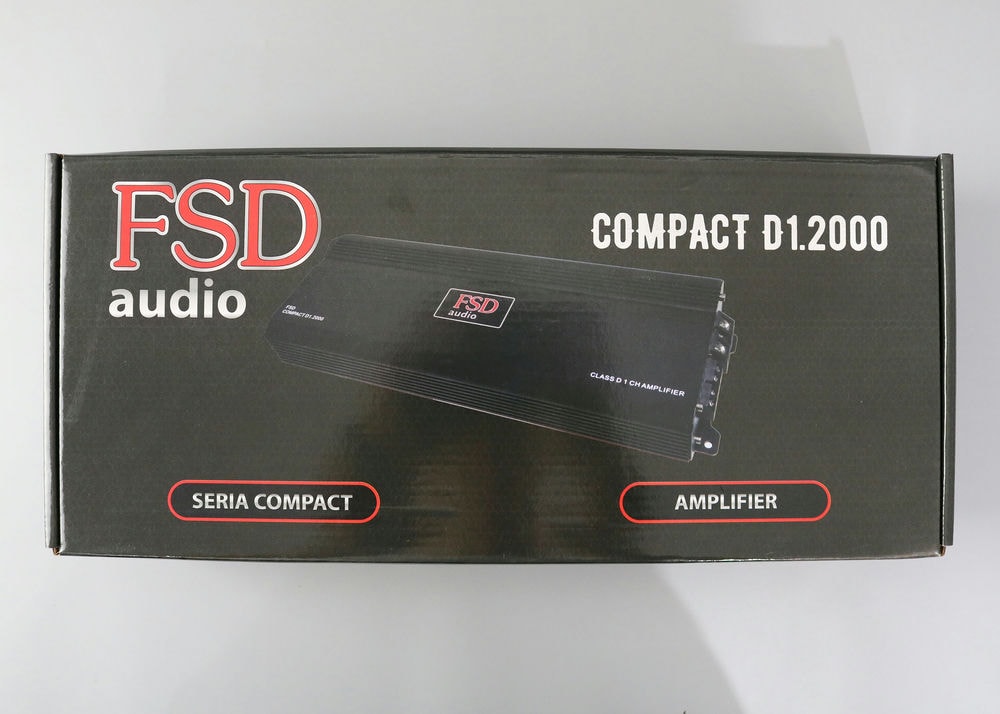 FSD
audio
COMPACT D1.2000
FSD
COMPACT D1.2000
FSD
audio
CLASS D 1 CH AMPLIFIER
SERIA COMPACT
AMPLIFIER